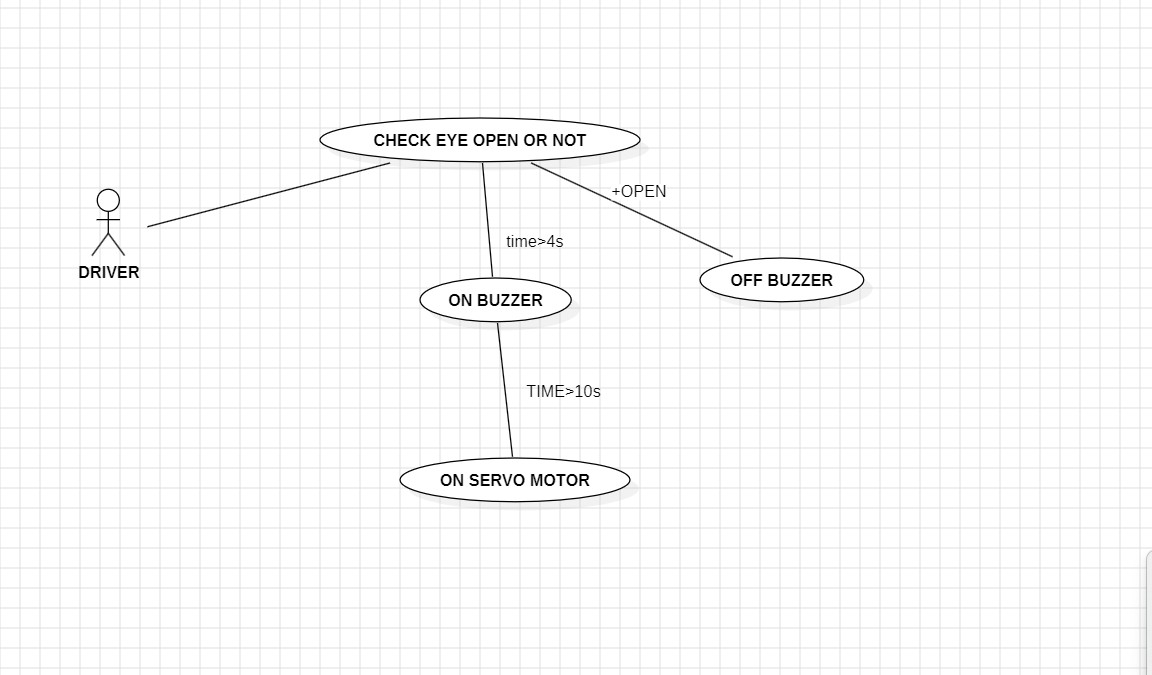 CHECK EYE OPEN OR NOT
+OPEN
time>4s
DRIVER
OFF BUZZER
ON BUZZER
TIME>10s
ON SERVO MOTOR